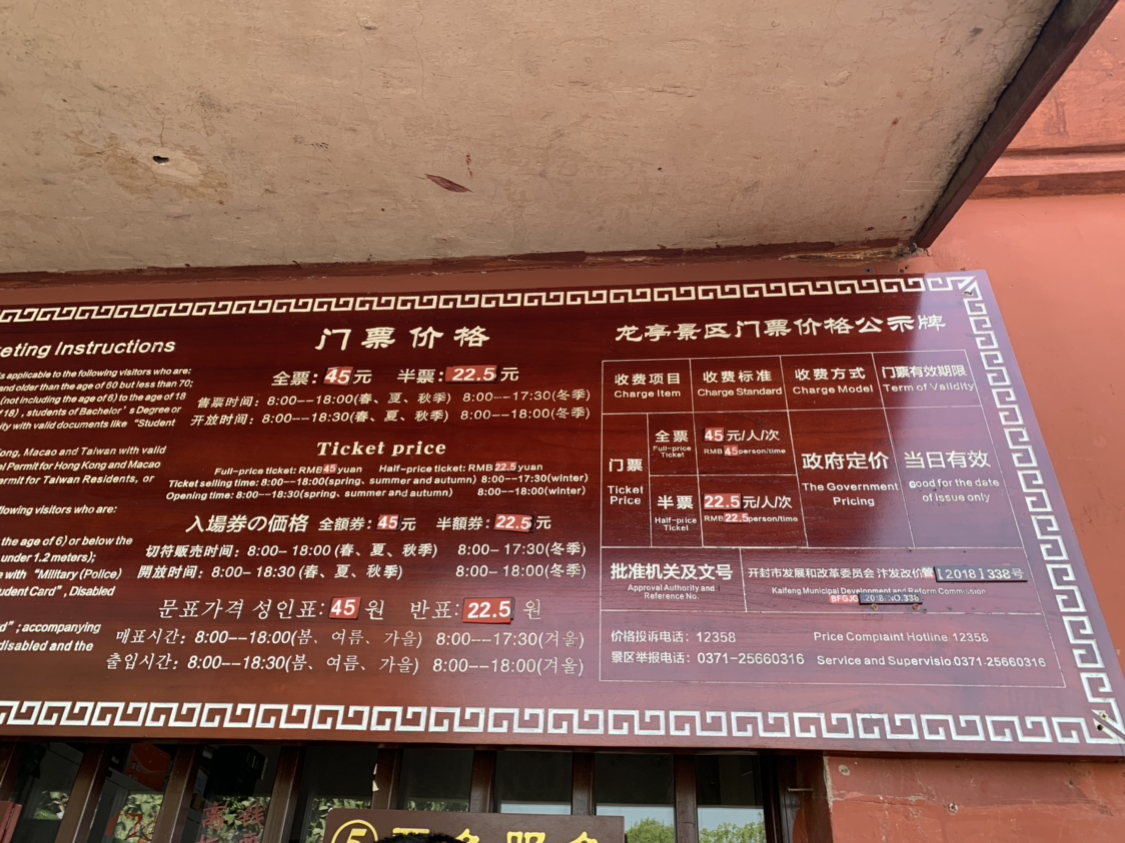 eting Instructions
s applicable to the following visitors who are:
and older than the age of 60 but less than 70;
(not including the age of 6) to the age of 18
f 18) , students of Bachelor's Degree or
ity with valid documents like "Student
ong, Macao and Taiwan with valid
l Permit for Hong Kong and Macao
ermit for Taiwan Residents, or
llowing visitors who are:
the age of 6) or below the
under 1.2 meters);
e with "Military (Police)
udent Card" , Disabled
d" ; accompanying
disabled and the
门票价格
全票: 45元 半票: 22.5元
售票时间: 8:00--18:00(春、夏、秋季) 8:00--17:30(冬季)
开放时间: 8:00--18:30(春、夏、秋季) 8:00--18:00(冬季)
Ticket price
Full-price ticket: RMB45yuan Half-price ticket: RMB22.5yuan
Ticket selling time: 8:00--18:00(spring、summer and autumn) 8:00--17:30(winter)
Opening time: 8:00--18:30(spring、summer and autumn) 8:00--18:00(winter)
入場券の価格 全額券: 45元 半額券: 22.5元
切符販売時间: 8:00-18:00(春、夏、秋季) 8:00-17:30(冬季)
開放時间: 8:00-18:30(春、夏、秋季) 8:00-18:00(冬季)
문표가격 성인표: 45 원 반표: 22.5 원
매표시간: 8:00--18:00(봄、여름、가을) 8:00--17:30(겨울)
출입시간: 8:00--18:30(봄、여름、가을) 8:00--18:00(겨울)
龙亭景区门票价格公示牌
收费项目 收费标准 收费方式 门票有效期限
Charge Item Charge Standard Charge Model Term of Validity
门票
Ticket
Price
全票
Full-price
Ticket
45元/人/次
RMB45person/time
半票
Half-price
Ticket
22.5元/人/次
RMB22.5person/time
政府定价
The Government
Pricing
当日有效
good for the date
of issue only
批准机关及文号
Approval Authority and
Reference No.
开封市发展和改革委员会 汴发改价管[2018]338号
Kaifeng Municipal Development and Reform Commission
BFGJG [2018]NO.338
价格投诉电话: 12358 Price Complaint Hotline 12358
景区举报电话: 0371-25660316 Service and Supervisio 0371-25660316